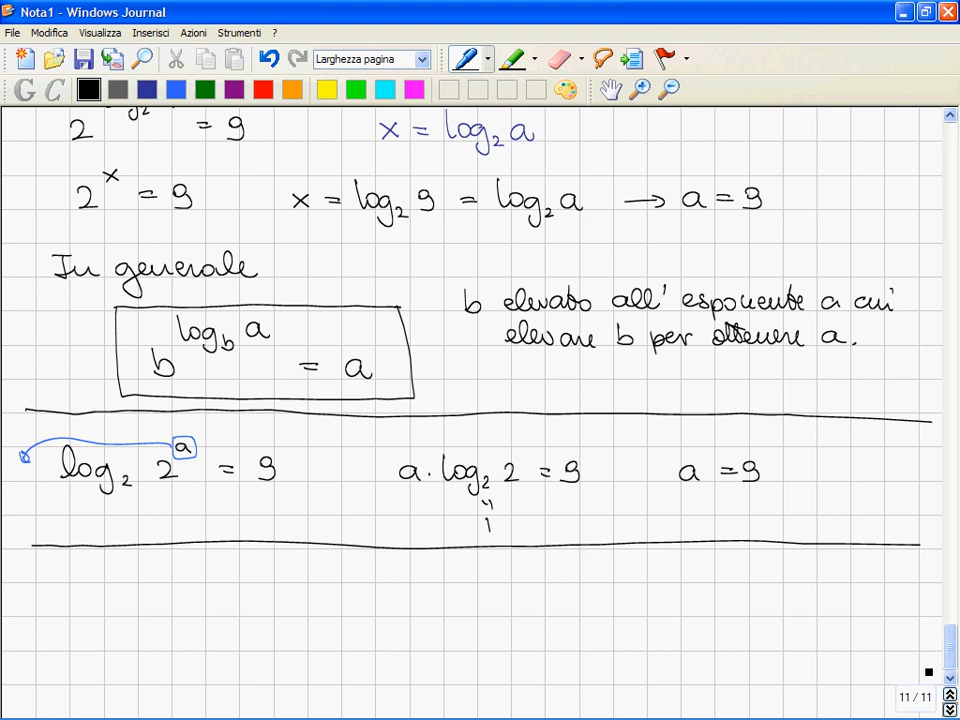 Nota1 - Windows Journal
File Modifica Visualizza Inserisci Azioni Strumenti ?
Larghezza pagina
G C
2^log₂ = 9 x = log₂ a
2^x = 9 x = log₂ 9 = log₂ a → a = 9
In generale
b elevato all' esponente a cui
elevare b per ottenere a.
b^(log_b a) = a
log₂ 2^a = 9 a · log₂ 2 = 9 a = 9
" 
1
11 / 11